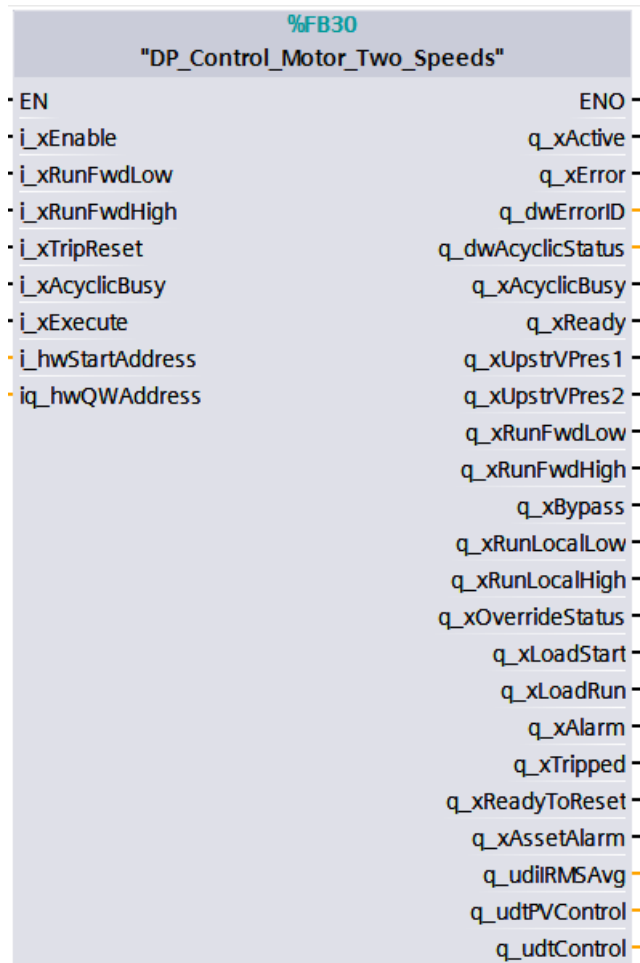 %FB30
"DP_Control_Motor_Two_Speeds"
EN ENO
i_xEnable q_xActive
i_xRunFwdLow q_xError
i_xRunFwdHigh q_dwErrorID
i_xTripReset q_dwAcyclicStatus
i_xAcyclicBusy q_xAcyclicBusy
i_xExecute q_xReady
i_hwStartAddress q_xUpstrVPres1
iq_hwQWAddress q_xUpstrVPres2
q_xRunFwdLow
q_xRunFwdHigh
q_xBypass
q_xRunLocalLow
q_xRunLocalHigh
q_xOverrideStatus
q_xLoadStart
q_xLoadRun
q_xAlarm
q_xTripped
q_xReadyToReset
q_xAssetAlarm
q_udiIRMSAvg
q_udtPVControl
q_udtControl